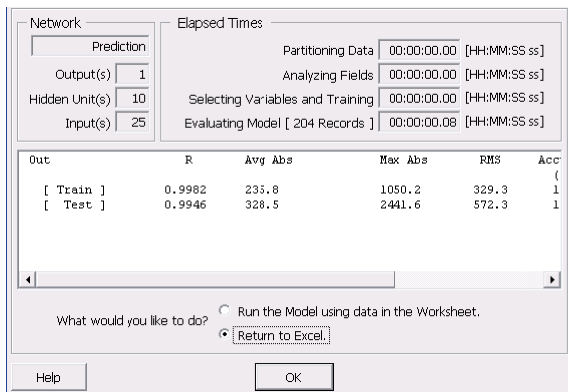 Network
Prediction
Output(s) 1
Hidden Unit(s) 10
Input(s) 25
Elapsed Times
Partitioning Data 00:00:00.00 [HH:MM:SS ss]
Analyzing Fields 00:00:00.00 [HH:MM:SS ss]
Selecting Variables and Training 00:00:00.00 [HH:MM:SS ss]
Evaluating Model [ 204 Records ] 00:00:00.08 [HH:MM:SS ss]
Out R Avg Abs Max Abs RMS Acc
(
[ Train ] 0.9982 235.8 1050.2 329.3 1
[ Test ] 0.9946 328.5 2441.6 572.3 1
What would you like to do?
Run the Model using data in the Worksheet.
Return to Excel.
Help
OK